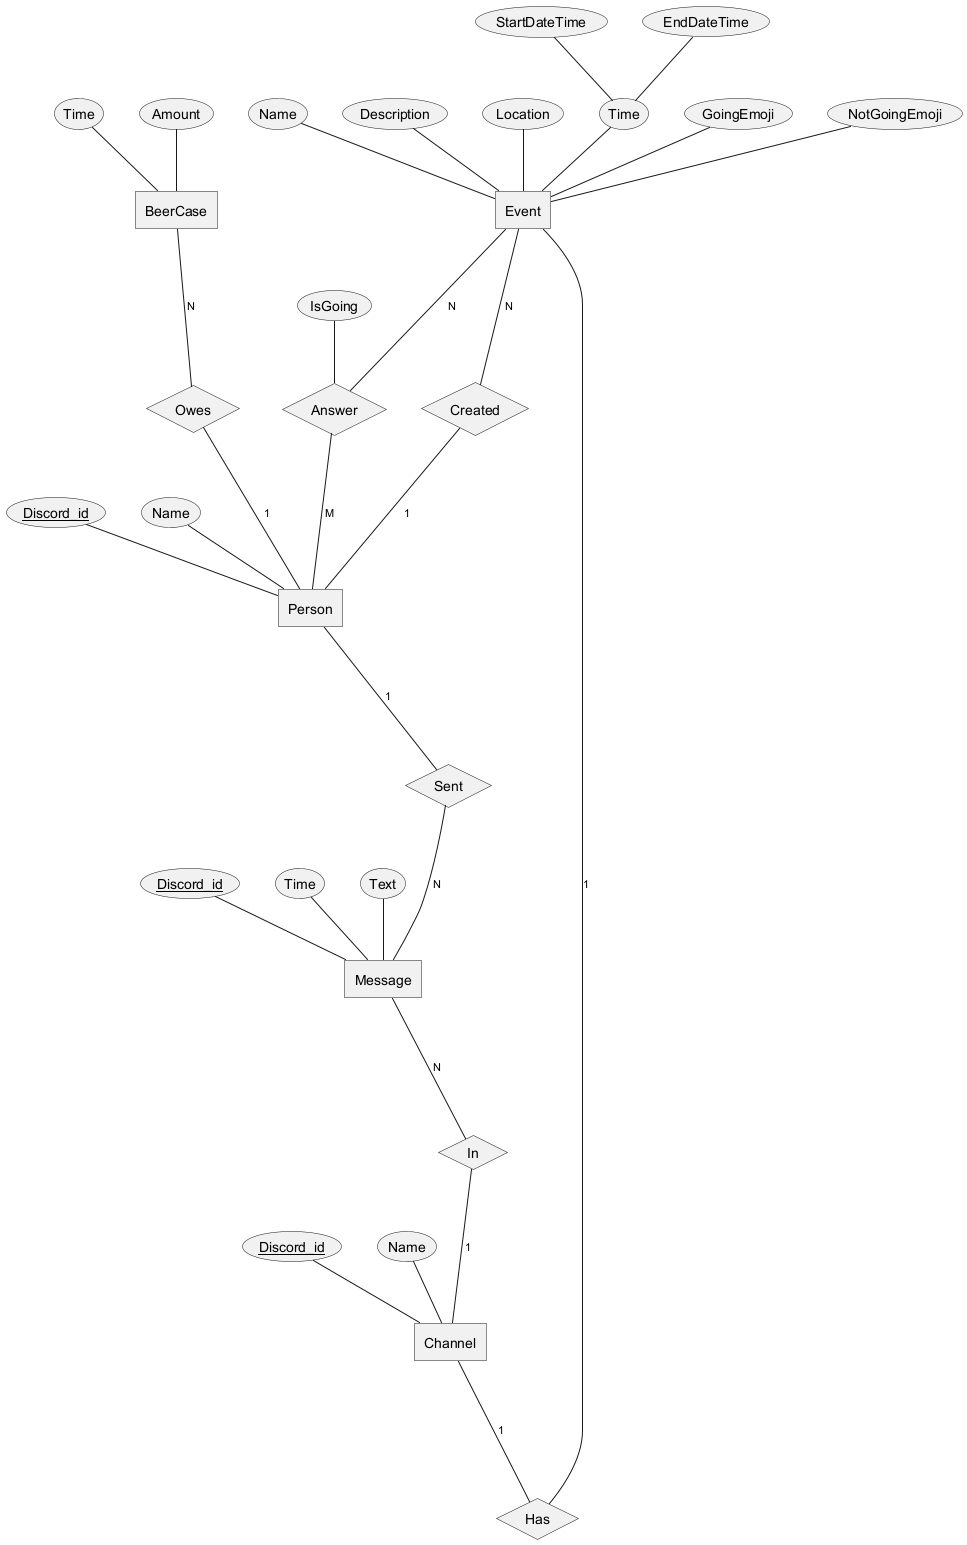 StartDateTime
EndDateTime
Time
Amount
Name
Description
Location
Time
GoingEmoji
NotGoingEmoji
BeerCase
Event
N
IsGoing
N
N
Owes
Answer
Created
Discord_id
Name
1
M
1
Person
1
Sent
Discord_id
Time
Text
N
1
Message
N
In
Discord_id
Name
1
Channel
1
Has